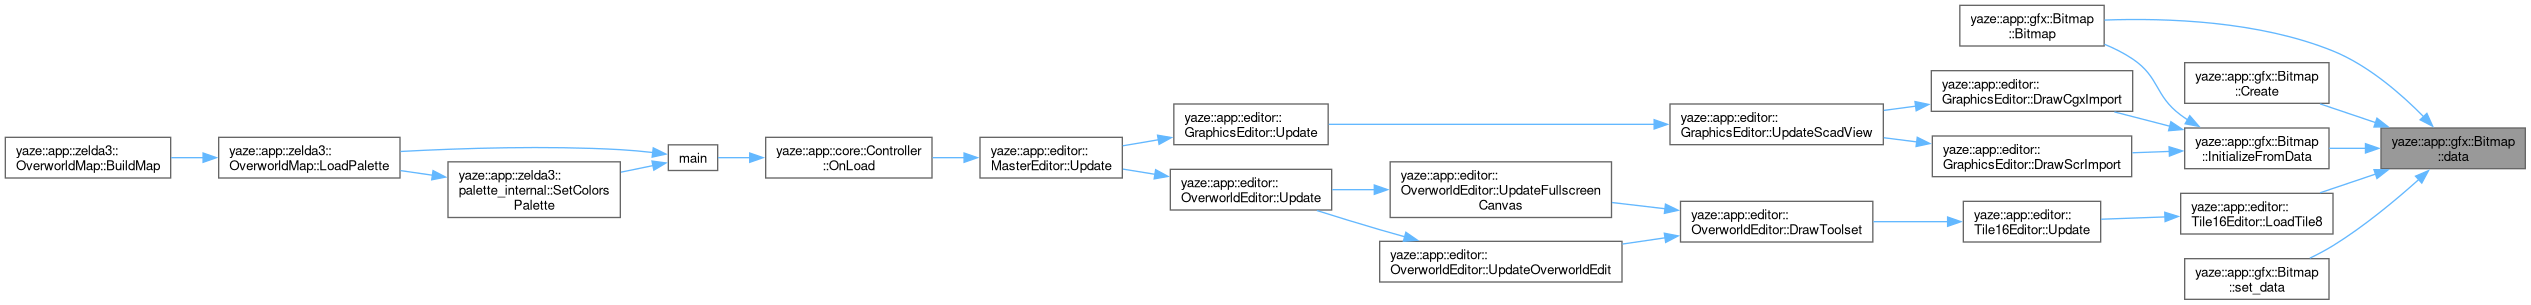 yaze::app::zelda3::
OverworldMap::BuildMap
yaze::app::zelda3::
OverworldMap::LoadPalette
yaze::app::zelda3::
palette_internal::SetColors
Palette
main
yaze::app::core::Controller
::OnLoad
yaze::app::editor::
MasterEditor::Update
yaze::app::editor::
GraphicsEditor::Update
yaze::app::editor::
OverworldEditor::Update
yaze::app::editor::
OverworldEditor::UpdateFullscreen
Canvas
yaze::app::editor::
OverworldEditor::UpdateOverworldEdit
yaze::app::editor::
GraphicsEditor::UpdateScadView
yaze::app::editor::
OverworldEditor::DrawToolset
yaze::app::gfx::Bitmap
::Bitmap
yaze::app::editor::
GraphicsEditor::DrawCgxImport
yaze::app::editor::
GraphicsEditor::DrawScrImport
yaze::app::editor::
Tile16Editor::Update
yaze::app::gfx::Bitmap
::Create
yaze::app::gfx::Bitmap
::InitializeFromData
yaze::app::editor::
Tile16Editor::LoadTile8
yaze::app::gfx::Bitmap
::set_data
yaze::app::gfx::Bitmap
::data